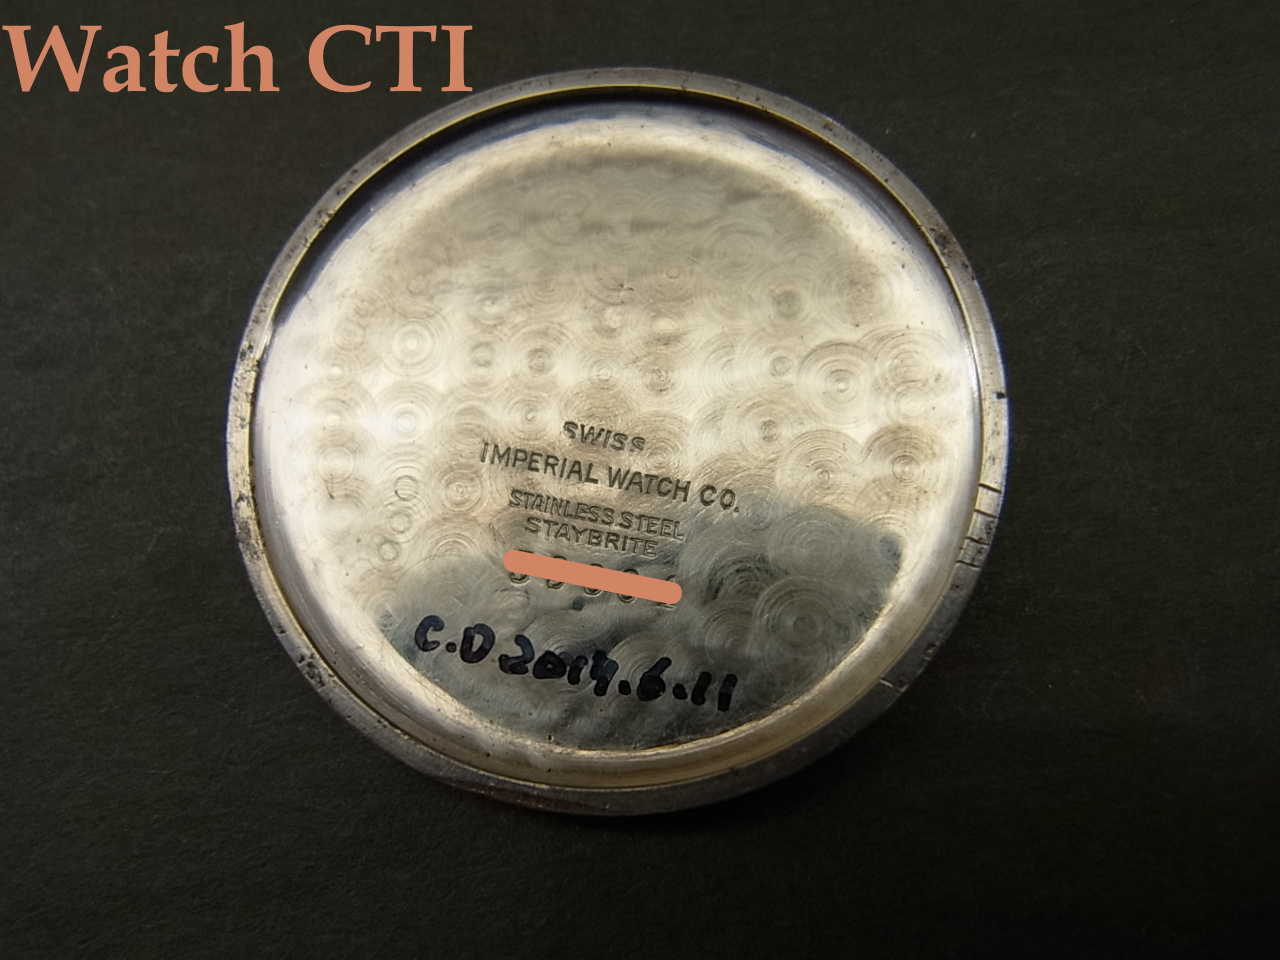 Watch CTI
SWISS
IMPERIAL WATCH CO.
STAINLESS STEEL
STAYBRITE
C.O 2014.6.11